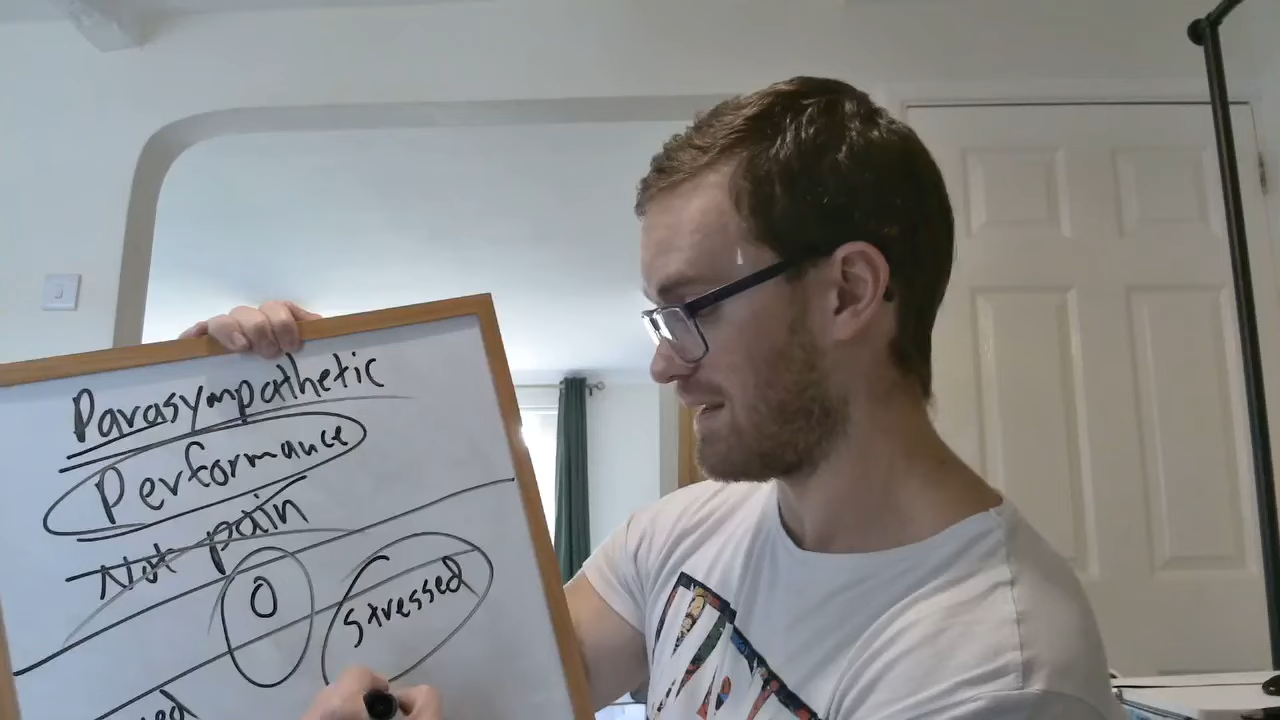 Parasympathetic
Performance
Not pain
0 stressed